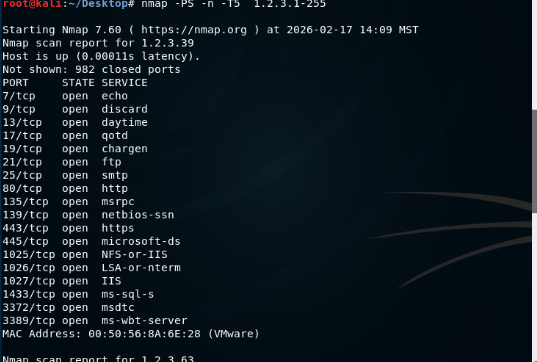 root@kali:~/Desktop# nmap -PS -n -T5  1.2.3.1-255
Starting Nmap 7.60 ( https://nmap.org ) at 2026-02-17 14:09 MST
Nmap scan report for 1.2.3.39
Host is up (0.00011s latency).
Not shown: 982 closed ports
PORT     STATE SERVICE
7/tcp    open  echo
9/tcp    open  discard
13/tcp   open  daytime
17/tcp   open  qotd
19/tcp   open  chargen
21/tcp   open  ftp
25/tcp   open  smtp
80/tcp   open  http
135/tcp  open  msrpc
139/tcp  open  netbios-ssn
443/tcp  open  https
445/tcp  open  microsoft-ds
1025/tcp open  NFS-or-IIS
1026/tcp open  LSA-or-nterm
1027/tcp open  IIS
1433/tcp open  ms-sql-s
3372/tcp open  msdtc
3389/tcp open  ms-wbt-server
MAC Address: 00:50:56:8A:6E:28 (VMware)
Nmap scan report for 1.2.3.63